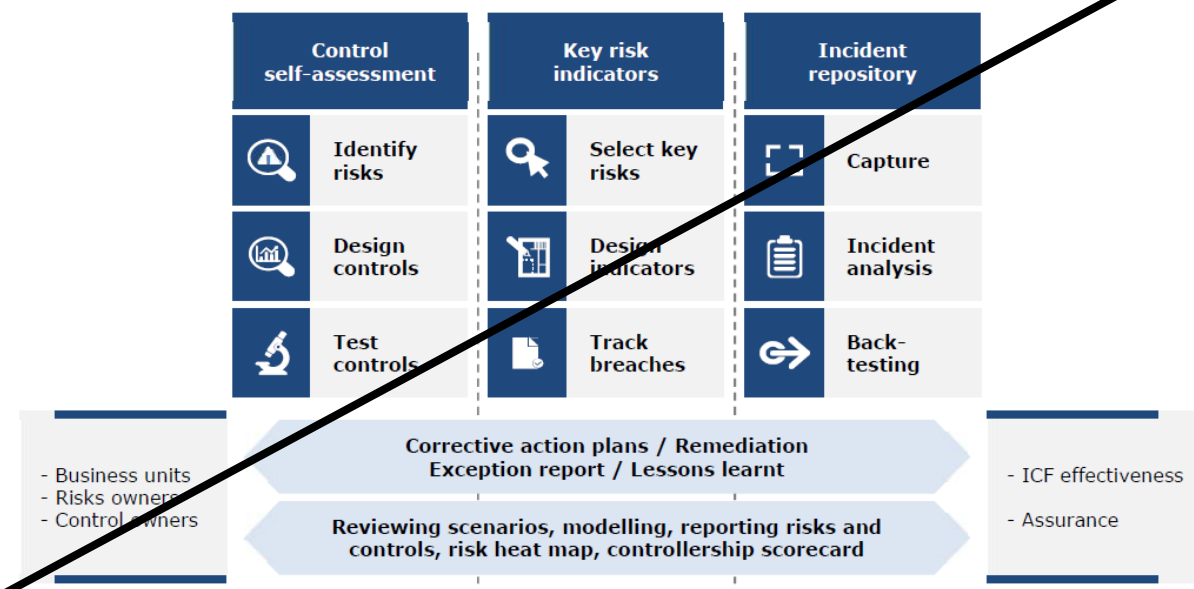 Control
self-assessment
Key risk
indicators
Incident
repository
Identify
risks
Select key
risks
Capture
Design
controls
Design
indicators
Incident
analysis
Test
controls
Track
breaches
Back-
testing
- Business units
- Risks owners
- Control owners
Corrective action plans / Remediation
Exception report / Lessons learnt
Reviewing scenarios, modelling, reporting risks and
controls, risk heat map, controllership scorecard
- ICF effectiveness
- Assurance